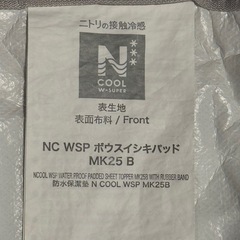 ニトリの接触冷感
N
COOL
W-SUPER
表生地
表面布料 / Front
NC WSP ボウスイシキパッド
MK25 B
NCOOL WSP WATER PROOF PADDED SHEET TOPPER MK25B WITH RUBBER BAND
防水保潔墊 N COOL WSP MK25B